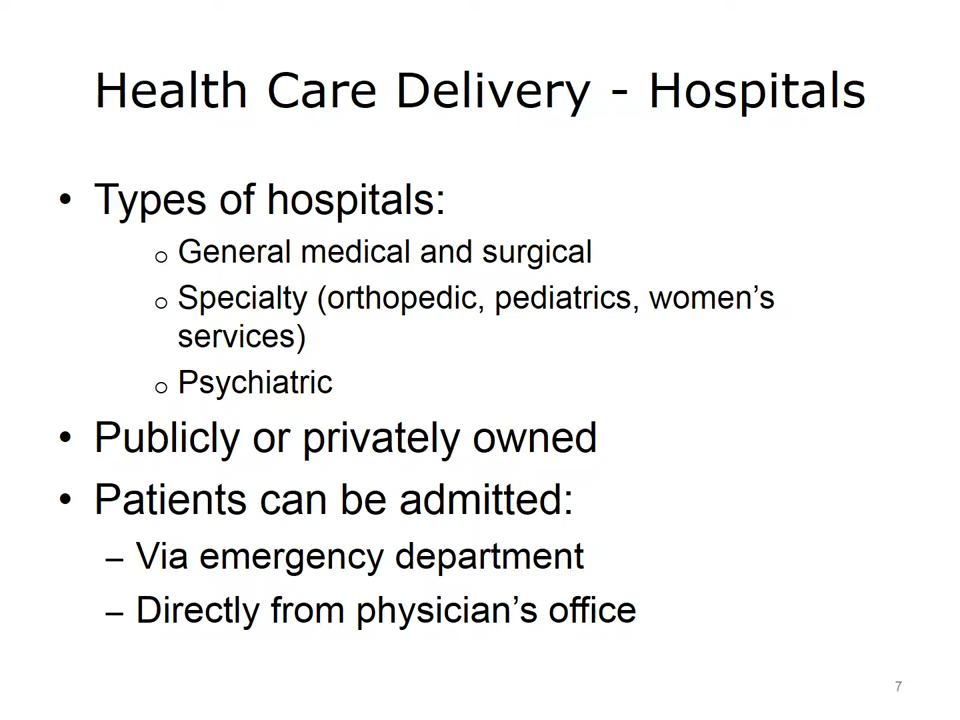 Health Care Delivery - Hospitals
• Types of hospitals:
o General medical and surgical
o Specialty (orthopedic, pediatrics, women’s
services)
o Psychiatric
• Publicly or privately owned
• Patients can be admitted:
– Via emergency department
– Directly from physician’s office
7